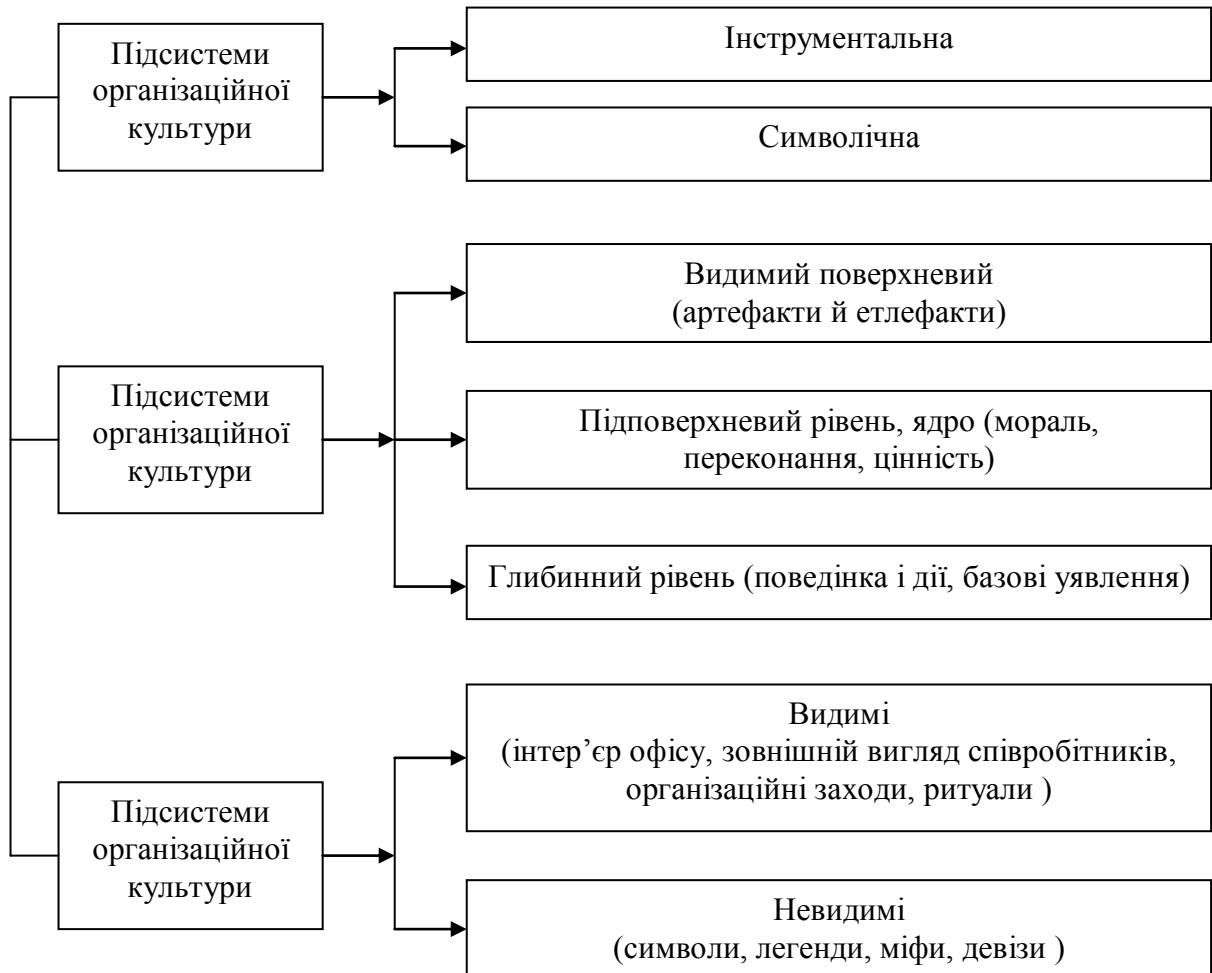 Підсистеми
організаційної
культури
Інструментальна
Символічна
Підсистеми
організаційної
культури
Видимий поверхневий
(артефакти й етлефакти)
Підповерхневий рівень, ядро (мораль,
переконання, цінність)
Глибинний рівень (поведінка і дії, базові уявлення)
Підсистеми
організаційної
культури
Видимі
(інтер’єр офісу, зовнішній вигляд співробітників,
організаційні заходи, ритуали )
Невидимі
(символи, легенди, міфи, девізи )